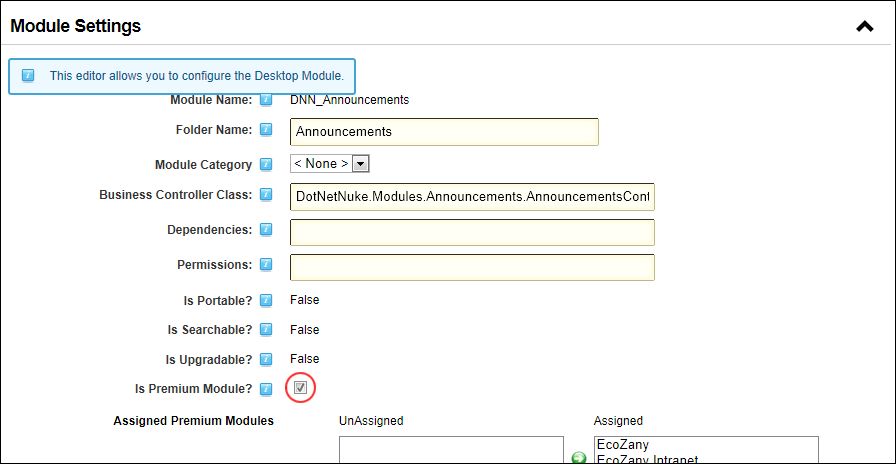 Module Settings
This editor allows you to configure the Desktop Module.
Module Name: DNN_Announcements
Folder Name: Announcements
Module Category < None >
Business Controller Class: DotNetNuke.Modules.Announcements.AnnouncementsCont
Dependencies:
Permissions:
Is Portable? False
Is Searchable? False
Is Upgradable? False
Is Premium Module?
Assigned Premium Modules UnAssigned Assigned
EcoZany
EcoZany Intranet